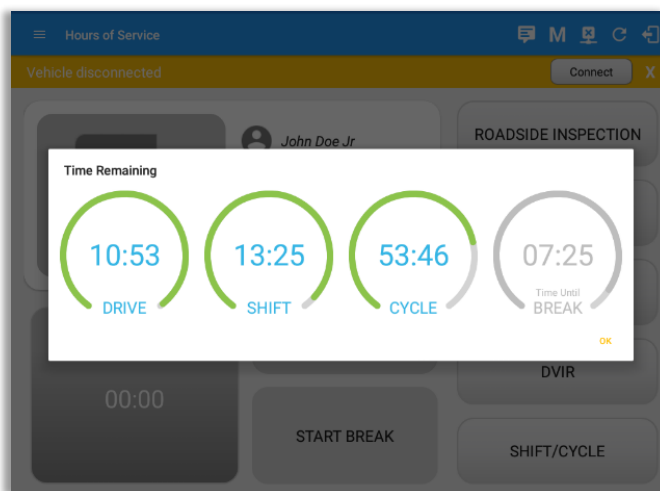 Hours of Service
M
Vehicle disconnected
Connect
X
John Doe Jr
ROADSIDE INSPECTION
Time Remaining
10:53
DRIVE
13:25
SHIFT
53:46
CYCLE
07:25
Time Until
BREAK
OK
00:00
START BREAK
DVIR
SHIFT/CYCLE